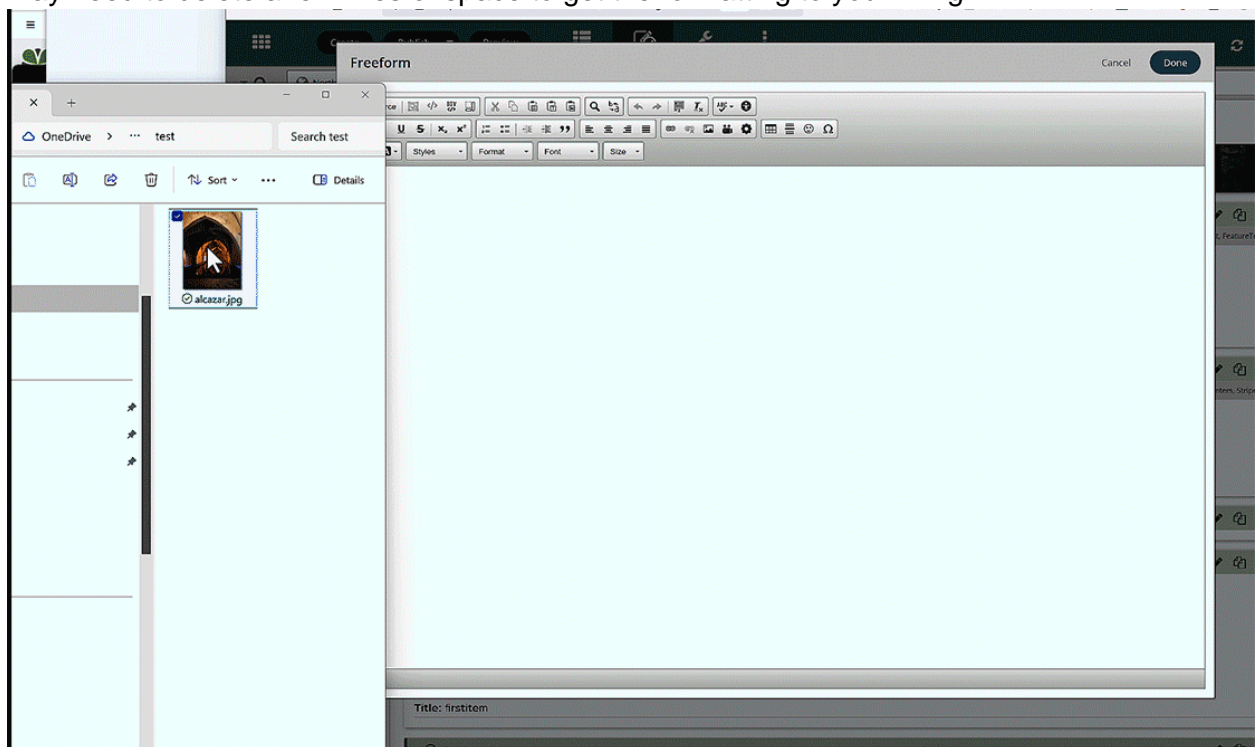 Freeform
Cancel
Done
OneDrive > ... test
Search test
Styles
Format
Font
Size
Sort
...
Details
alcazar.jpg
Title: firstitem